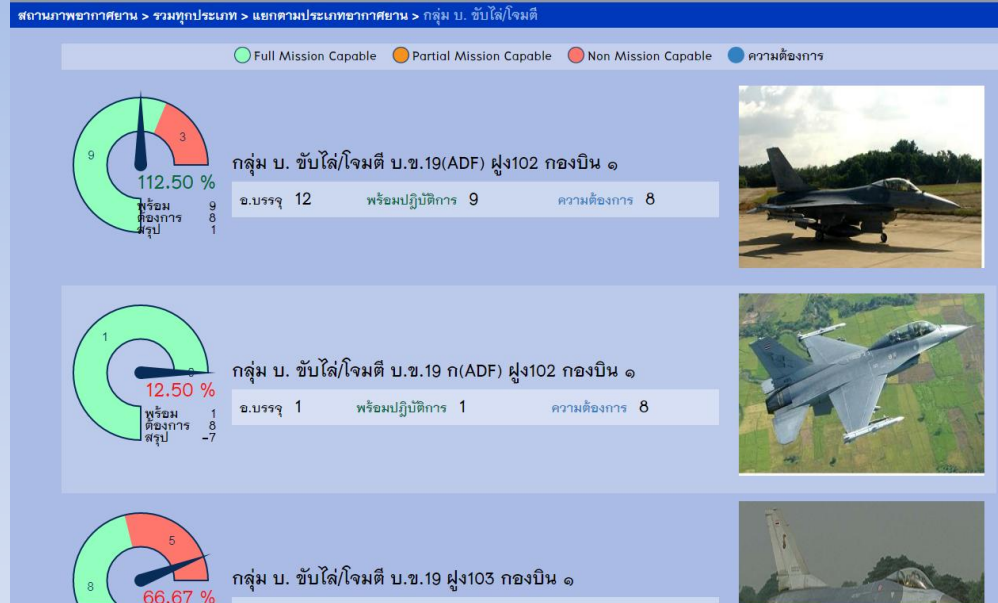 สถานภาพอากาศยาน > รวมทุกประเภท > แยกตามประเภทอากาศยาน > กลุ่ม บ. ขับไล่/โจมตี
Full Mission Capable Partial Mission Capable Non Mission Capable ความต้องการ
9 3
112.50 %
พร้อม 9
ต้องการ 8
สรุป 1
กลุ่ม บ. ขับไล่/โจมตี บ.ข.19(ADF) ฝูง102 กองบิน ๑
อ.บรรจุ 12 พร้อมปฏิบัติการ 9 ความต้องการ 8
1 0
12.50 %
พร้อม 1
ต้องการ 8
สรุป -7
กลุ่ม บ. ขับไล่/โจมตี บ.ข.19 ก(ADF) ฝูง102 กองบิน ๑
อ.บรรจุ 1 พร้อมปฏิบัติการ 1 ความต้องการ 8
8 5
66.67 %
กลุ่ม บ. ขับไล่/โจมตี บ.ข.19 ฝูง103 กองบิน ๑